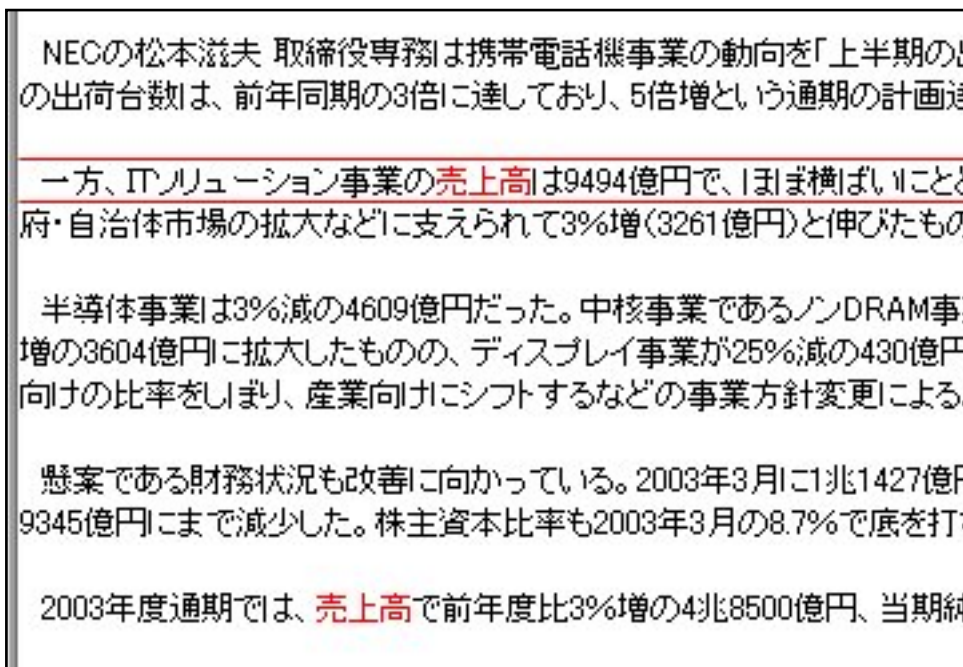 NECの松本滋夫 取締役専務は携帯電話機事業の動向を「上半期の
の出荷台数は、前年同期の3倍に達しており、5倍増という通期の計画達
一方、ITソリューション事業の売上高は9494億円で、ほぼ横ばいにとど
府・自治体市場の拡大などに支えられて3%増(3261億円)と伸びたもの
半導体事業は3%減の4609億円だった。中核事業であるノンDRAM事
増の3604億円に拡大したものの、ディスプレイ事業が25%減の430億円
向けの比率をしぼり、産業向けにシフトするなどの事業方針変更による
懸案である財務状況も改善に向かっている。2003年3月に1兆1427億円
9345億円にまで減少した。株主資本比率も2003年3月の8.7%で底を打
2003年度通期では、売上高で前年度比3%増の4兆8500億円、当期純